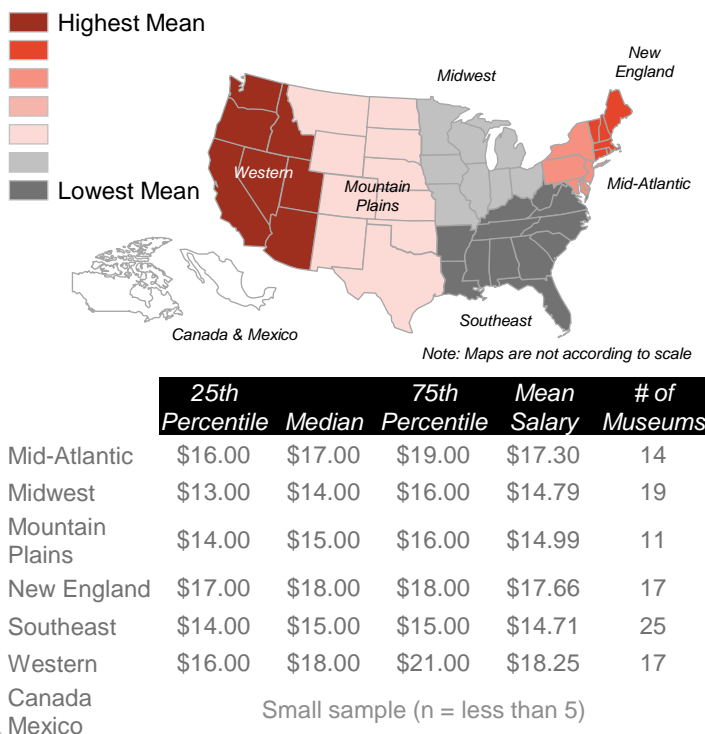 Highest Mean
New
England
Midwest
Western
Mountain
Plains
Lowest Mean
Mid-Atlantic
Southeast
Canada & Mexico
Note: Maps are not according to scale
25th 75th Mean # of
Percentile Median Percentile Salary Museums
Mid-Atlantic $16.00 $17.00 $19.00 $17.30 14
Midwest $13.00 $14.00 $16.00 $14.79 19
Mountain
Plains $14.00 $15.00 $16.00 $14.99 11
New England $17.00 $18.00 $18.00 $17.66 17
Southeast $14.00 $15.00 $15.00 $14.71 25
Western $16.00 $18.00 $21.00 $18.25 17
Canada
Mexico Small sample (n = less than 5)